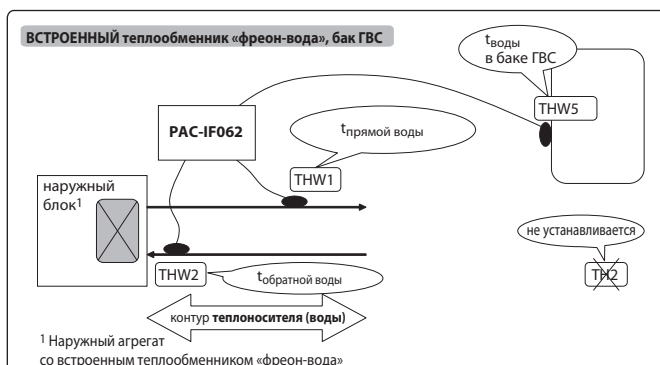 ВСТРОЕННЫЙ теплообменник «фреон-вода», бак ГВС
tводы
в баке ГВС
THW5
PAC-IF062
tпрямой воды
THW1
наружный
блок1
не устанавливается
TH2
THW2
tобратной воды
контур теплоносителя (воды)
1 Наружный агрегат
со встроенным теплообменником «фреон-вода»